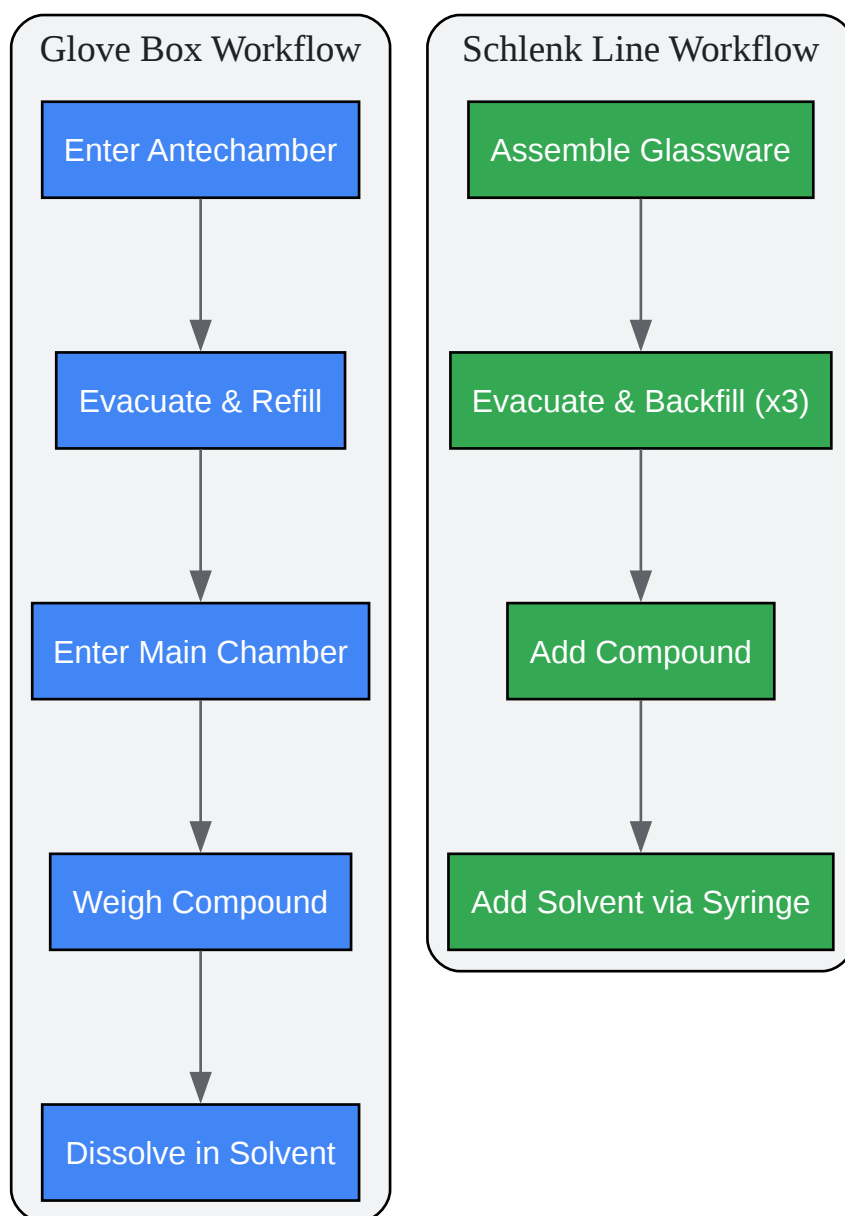 Glove Box Workflow
Enter Antechamber
Evacuate & Refill
Enter Main Chamber
Weigh Compound
Dissolve in Solvent
Schlenk Line Workflow
Assemble Glassware
Evacuate & Backfill (x3)
Add Compound
Add Solvent via Syringe